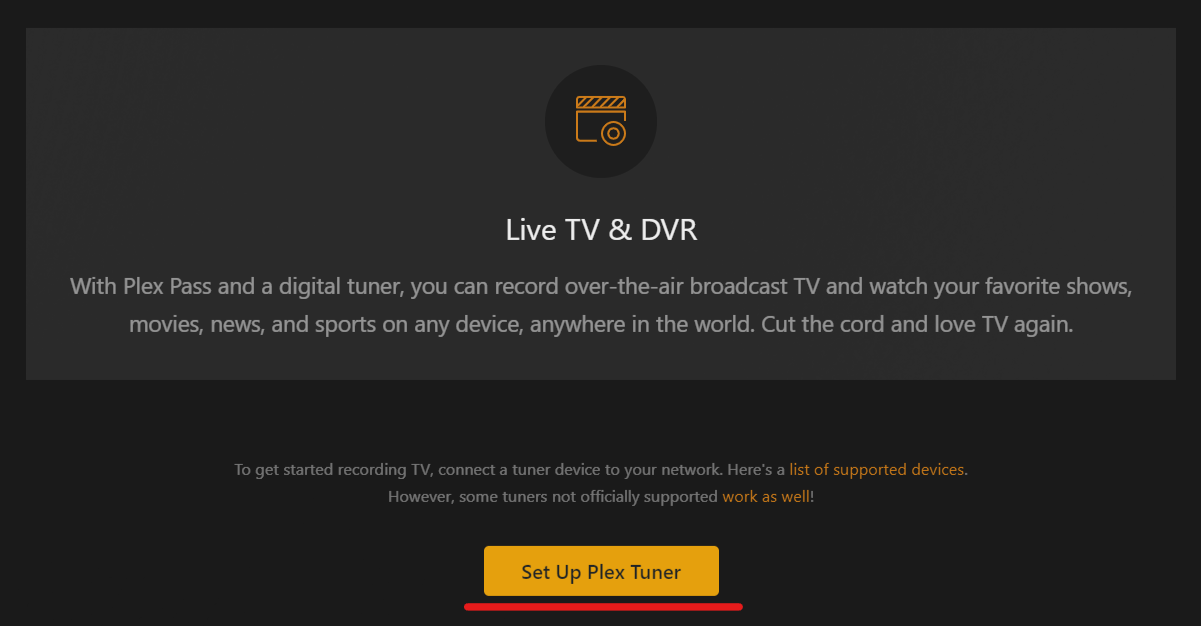 Live TV & DVR
With Plex Pass and a digital tuner, you can record over-the-air broadcast TV and watch your favorite shows,
movies, news, and sports on any device, anywhere in the world. Cut the cord and love TV again.
To get started recording TV, connect a tuner device to your network. Here's a list of supported devices.
However, some tuners not officially supported work as well!
Set Up Plex Tuner